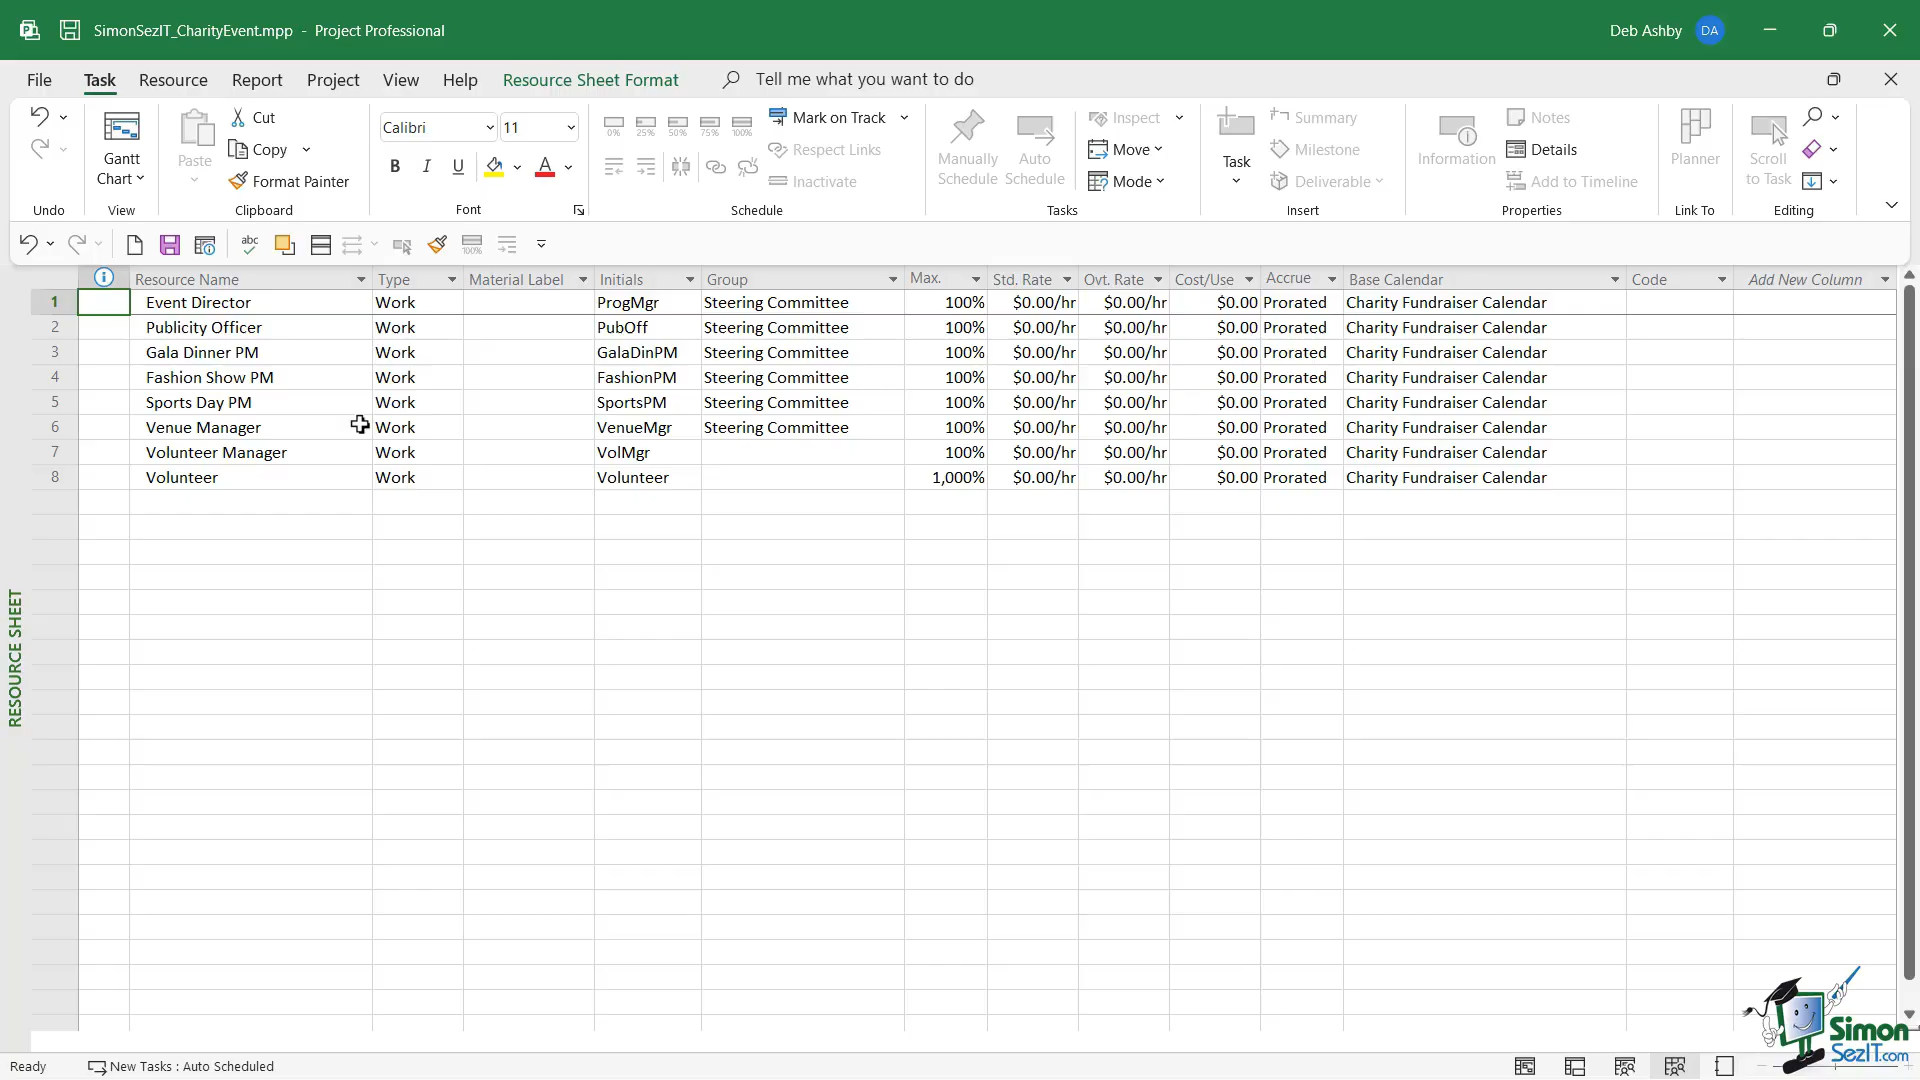 SimonSezIT_CharityEvent.mpp - Project Professional
Deb Ashby DA
File Task Resource Report Project View Help Resource Sheet Format Tell me what you want to do
Gantt Chart
Paste
Cut
Copy
Format Painter
Calibri 11
B I U A
0% 25% 50% 75% 100%
Mark on Track
Respect Links
Inactivate
Manually Schedule
Auto Schedule
Inspect
Move
Mode
Task
Summary
Milestone
Deliverable
Information
Notes
Details
Add to Timeline
Planner
Scroll to Task
Undo View Clipboard Font Schedule Tasks Insert Properties Link To Editing
abc 100%
Resource Name Type Material Label Initials Group Max. Std. Rate Ovt. Rate Cost/Use Accrue Base Calendar Code Add New Column
1 Event Director Work ProgMgr Steering Committee 100% $0.00/hr $0.00/hr $0.00 Prorated Charity Fundraiser Calendar
2 Publicity Officer Work PubOff Steering Committee 100% $0.00/hr $0.00/hr $0.00 Prorated Charity Fundraiser Calendar
3 Gala Dinner PM Work GalaDinPM Steering Committee 100% $0.00/hr $0.00/hr $0.00 Prorated Charity Fundraiser Calendar
4 Fashion Show PM Work FashionPM Steering Committee 100% $0.00/hr $0.00/hr $0.00 Prorated Charity Fundraiser Calendar
5 Sports Day PM Work SportsPM Steering Committee 100% $0.00/hr $0.00/hr $0.00 Prorated Charity Fundraiser Calendar
6 Venue Manager Work VenueMgr Steering Committee 100% $0.00/hr $0.00/hr $0.00 Prorated Charity Fundraiser Calendar
7 Volunteer Manager Work VolMgr 100% $0.00/hr $0.00/hr $0.00 Prorated Charity Fundraiser Calendar
8 Volunteer Work Volunteer 1,000% $0.00/hr $0.00/hr $0.00 Prorated Charity Fundraiser Calendar
RESOURCE SHEET
Simon
SezIT.com
Ready New Tasks : Auto Scheduled